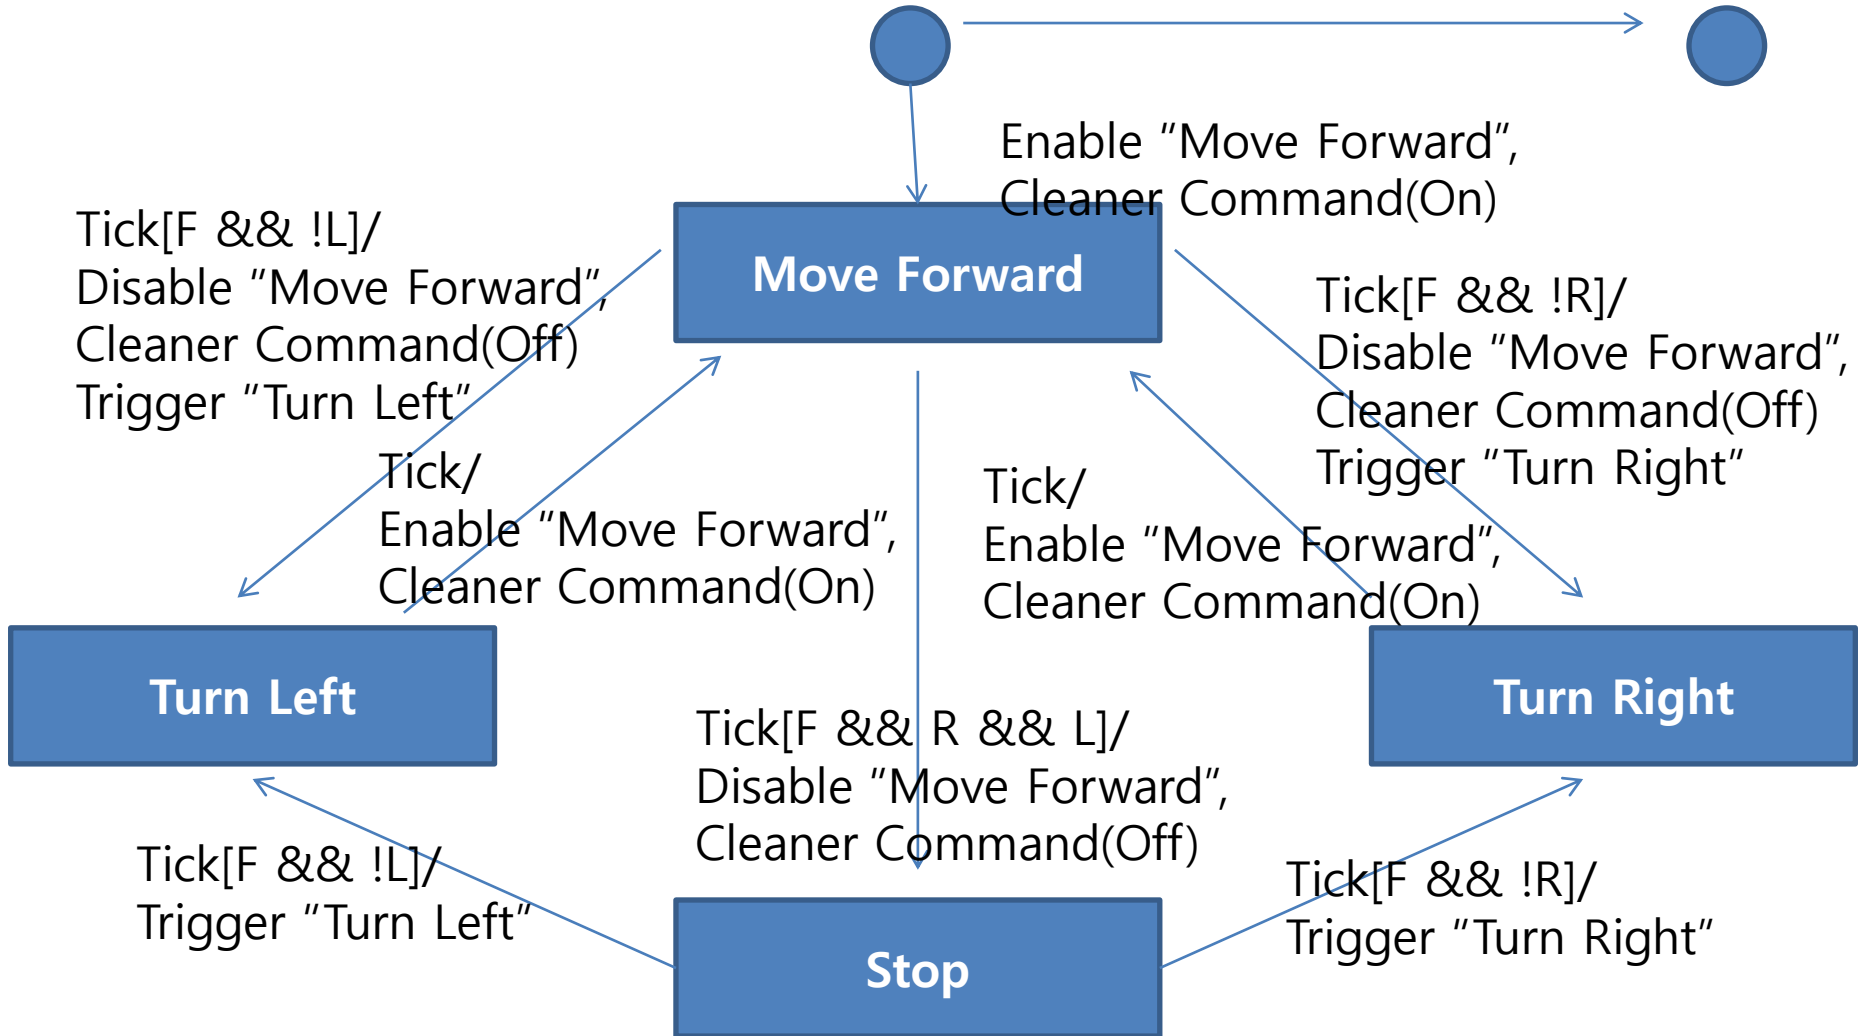 Enable "Move Forward",
Cleaner Command(On)
Tick[F && !L]/
Disable "Move Forward",
Cleaner Command(Off)
Trigger "Turn Left"
Move Forward
Tick[F && !R]/
Disable "Move Forward",
Cleaner Command(Off)
Trigger "Turn Right"
Tick/
Enable "Move Forward",
Cleaner Command(On)
Tick/
Enable "Move Forward",
Cleaner Command(On)
Turn Left
Turn Right
Tick[F && R && L]/
Disable "Move Forward",
Cleaner Command(Off)
Tick[F && !L]/
Trigger "Turn Left"
Tick[F && !R]/
Trigger "Turn Right"
Stop